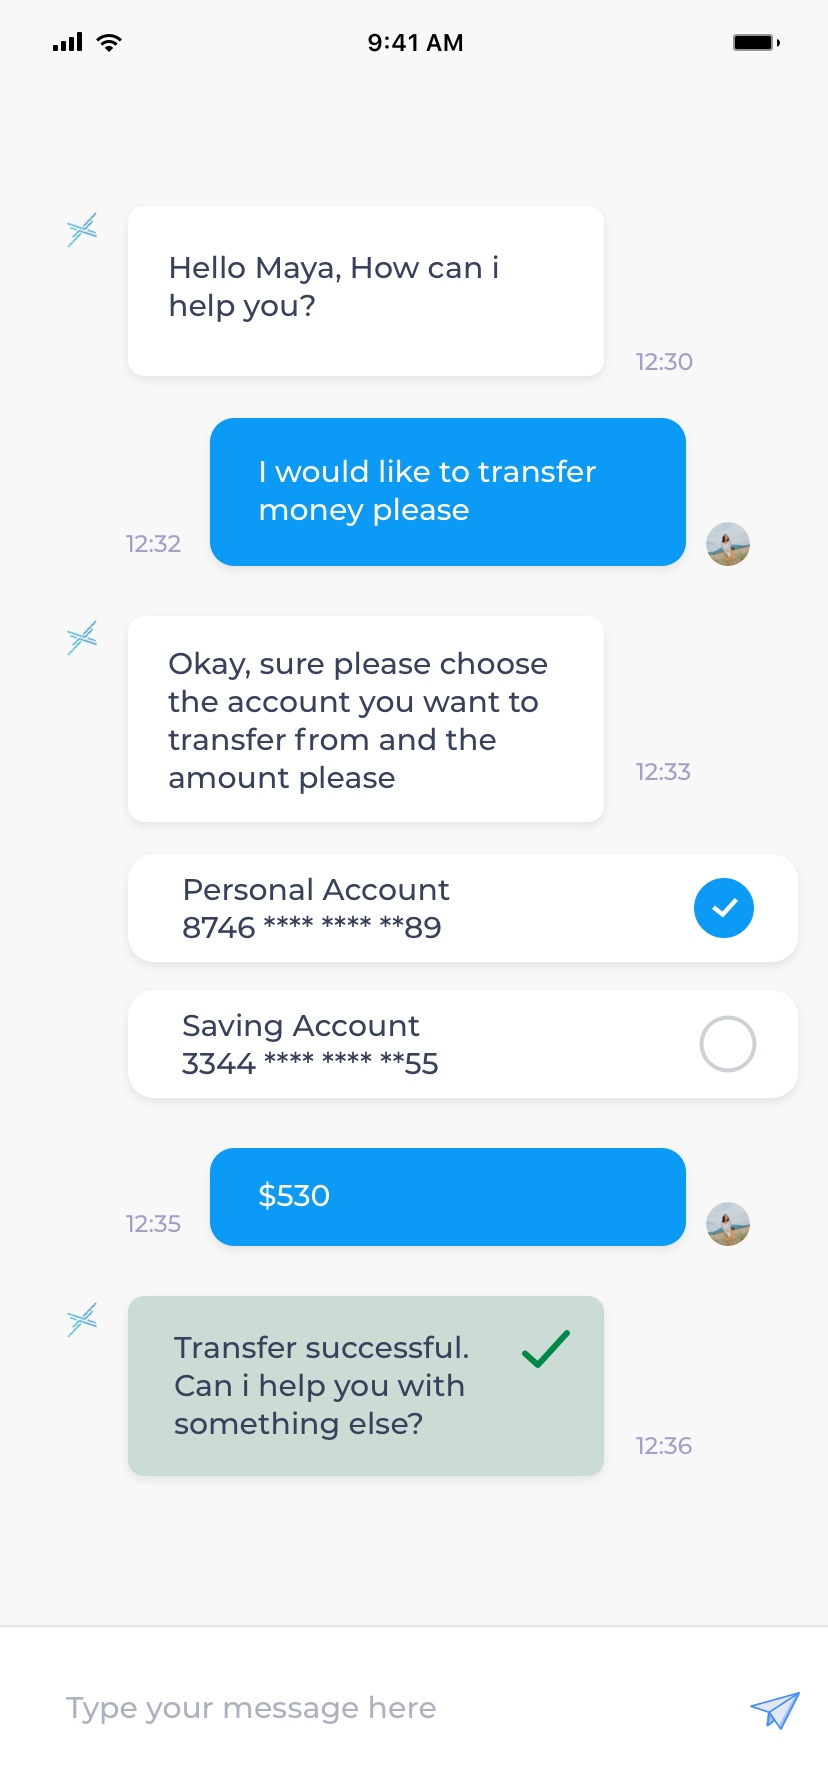 9:41 AM
Hello Maya, How can i
help you?
12:30
I would like to transfer
money please
12:32
Okay, sure please choose
the account you want to
transfer from and the
amount please
12:33
Personal Account
8746 **** **** **89
Saving Account
3344 **** **** **55
$530
12:35
Transfer successful.
Can i help you with
something else?
12:36
Type your message here